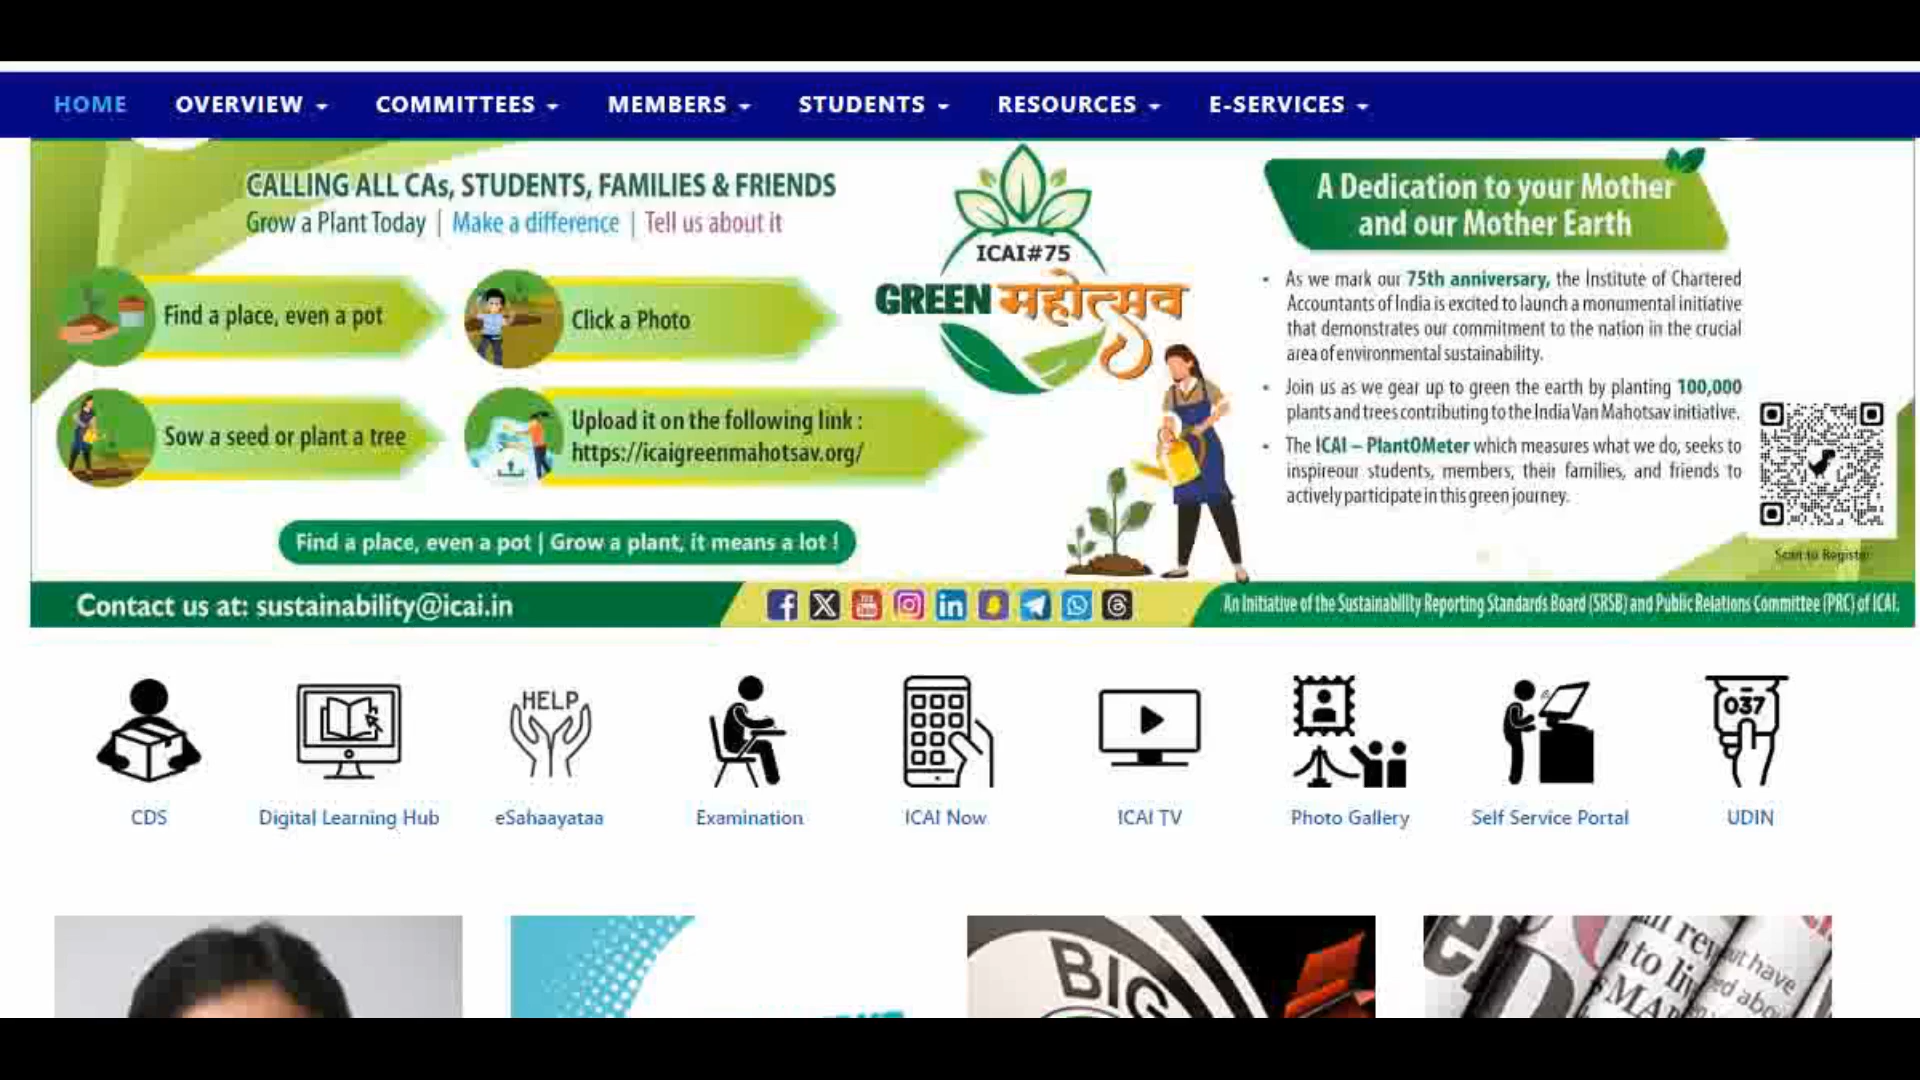 HOME OVERVIEW COMMITTEES MEMBERS STUDENTS RESOURCES E-SERVICES
CALLING ALL CAs, STUDENTS, FAMILIES & FRIENDS
Grow a Plant Today | Make a difference | Tell us about it
Find a place, even a pot
Click a Photo
Sow a seed or plant a tree
Upload it on the following link :
https://icaigreenmahotsav.org/
Find a place, even a pot | Grow a plant, it means a lot !
ICAI#75
GREEN महोत्सव
A Dedication to your Mother
and our Mother Earth
As we mark our 75th anniversary, the Institute of Chartered
Accountants of India is excited to launch a monumental initiative
that demonstrates our commitment to the nation in the crucial
area of environmental sustainability.
Join us as we gear up to green the earth by planting 100,000
plants and trees contributing to the India Van Mahotsav initiative.
The ICAI – PlantOMeter which measures what we do, seeks to
inspireour students, members, their families, and friends to
actively participate in this green journey.
Scan to Register
Contact us at: sustainability@icai.in
An Initiative of the Sustainability Reporting Standards Board (SRSB) and Public Relations Committee (PRC) of ICAI.
HELP
037
CDS
Digital Learning Hub
eSahaayataa
Examination
ICAI Now
ICAI TV
Photo Gallery
Self Service Portal
UDIN
BIG